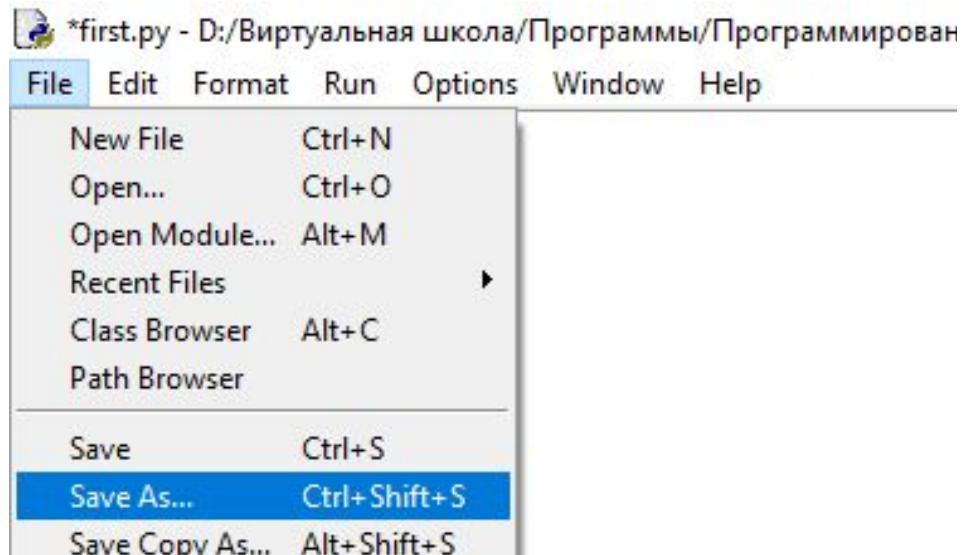 *first.py - D:/Виртуальная школа/Программы/Программирован
File Edit Format Run Options Window Help
New File Ctrl+N
Open... Ctrl+O
Open Module... Alt+M
Recent Files
Class Browser Alt+C
Path Browser
Save Ctrl+S
Save As... Ctrl+Shift+S
Save Copy As... Alt+Shift+S